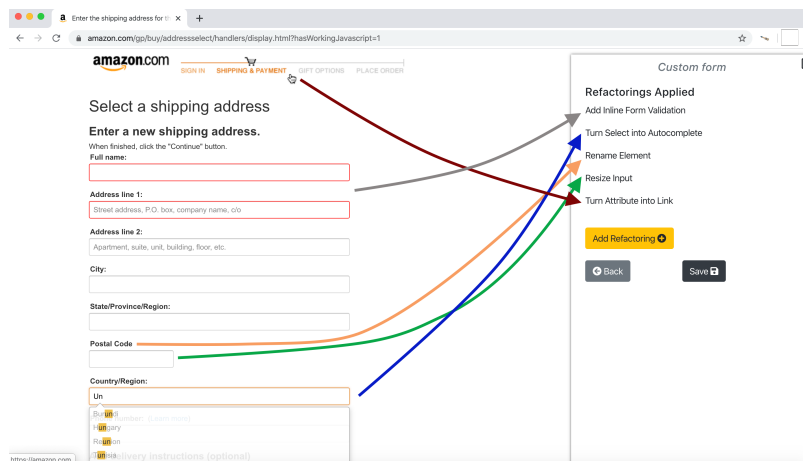 Enter the shipping address for th
amazon.com/gp/buy/addressselect/handlers/display.html?hasWorkingJavascript=1
amazon.com
SIGN IN SHIPPING & PAYMENT GIFT OPTIONS PLACE ORDER
Select a shipping address
Enter a new shipping address.
When finished, click the "Continue" button.
Full name:
Address line 1:
Street address, P.O. box, company name, c/o
Address line 2:
Apartment, suite, unit, building, floor, etc.
City:
State/Province/Region:
Postal Code
Country/Region:
Un
Burundi
Hungary
Reunion
Tunisia
(Learn more)
delivery instructions (optional)
https://amazon.com
Custom form
Refactorings Applied
Add Inline Form Validation
Turn Select into Autocomplete
Rename Element
Resize Input
Turn Attribute into Link
Add Refactoring
Back
Save